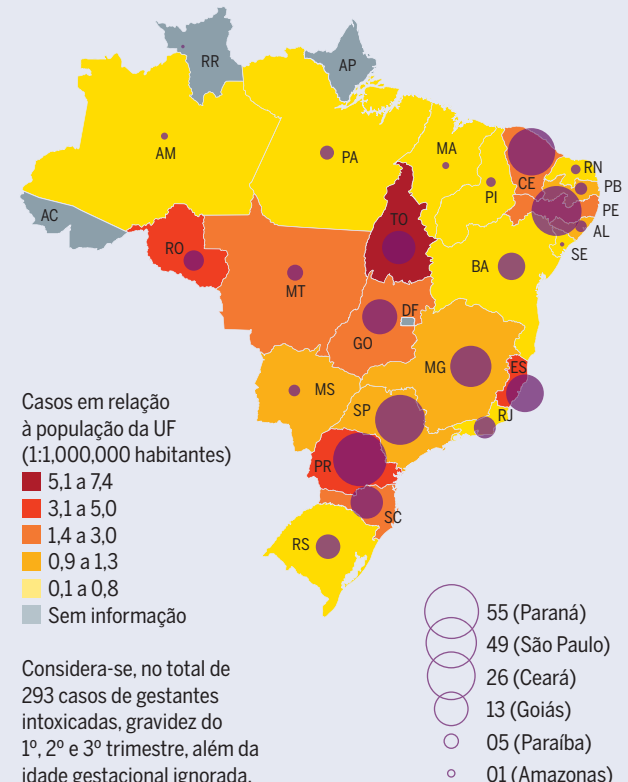 RR
AP
AM
PA
MA
PI
CE
RN
PB
PE
AL
SE
AC
RO
TO
BA
MT
DF
GO
MG
ES
MS
SP
RJ
PR
SC
RS
Casos em relação
à população da UF
(1:1,000,000 habitantes)
5,1 a 7,4
3,1 a 5,0
1,4 a 3,0
0,9 a 1,3
0,1 a 0,8
Sem informação
Considera-se, no total de
293 casos de gestantes
intoxicadas, gravidez do
1º, 2º e 3º trimestre, além da
idade gestacional ignorada.
55 (Paraná)
49 (São Paulo)
26 (Ceará)
13 (Goiás)
05 (Paraíba)
01 (Amazonas)